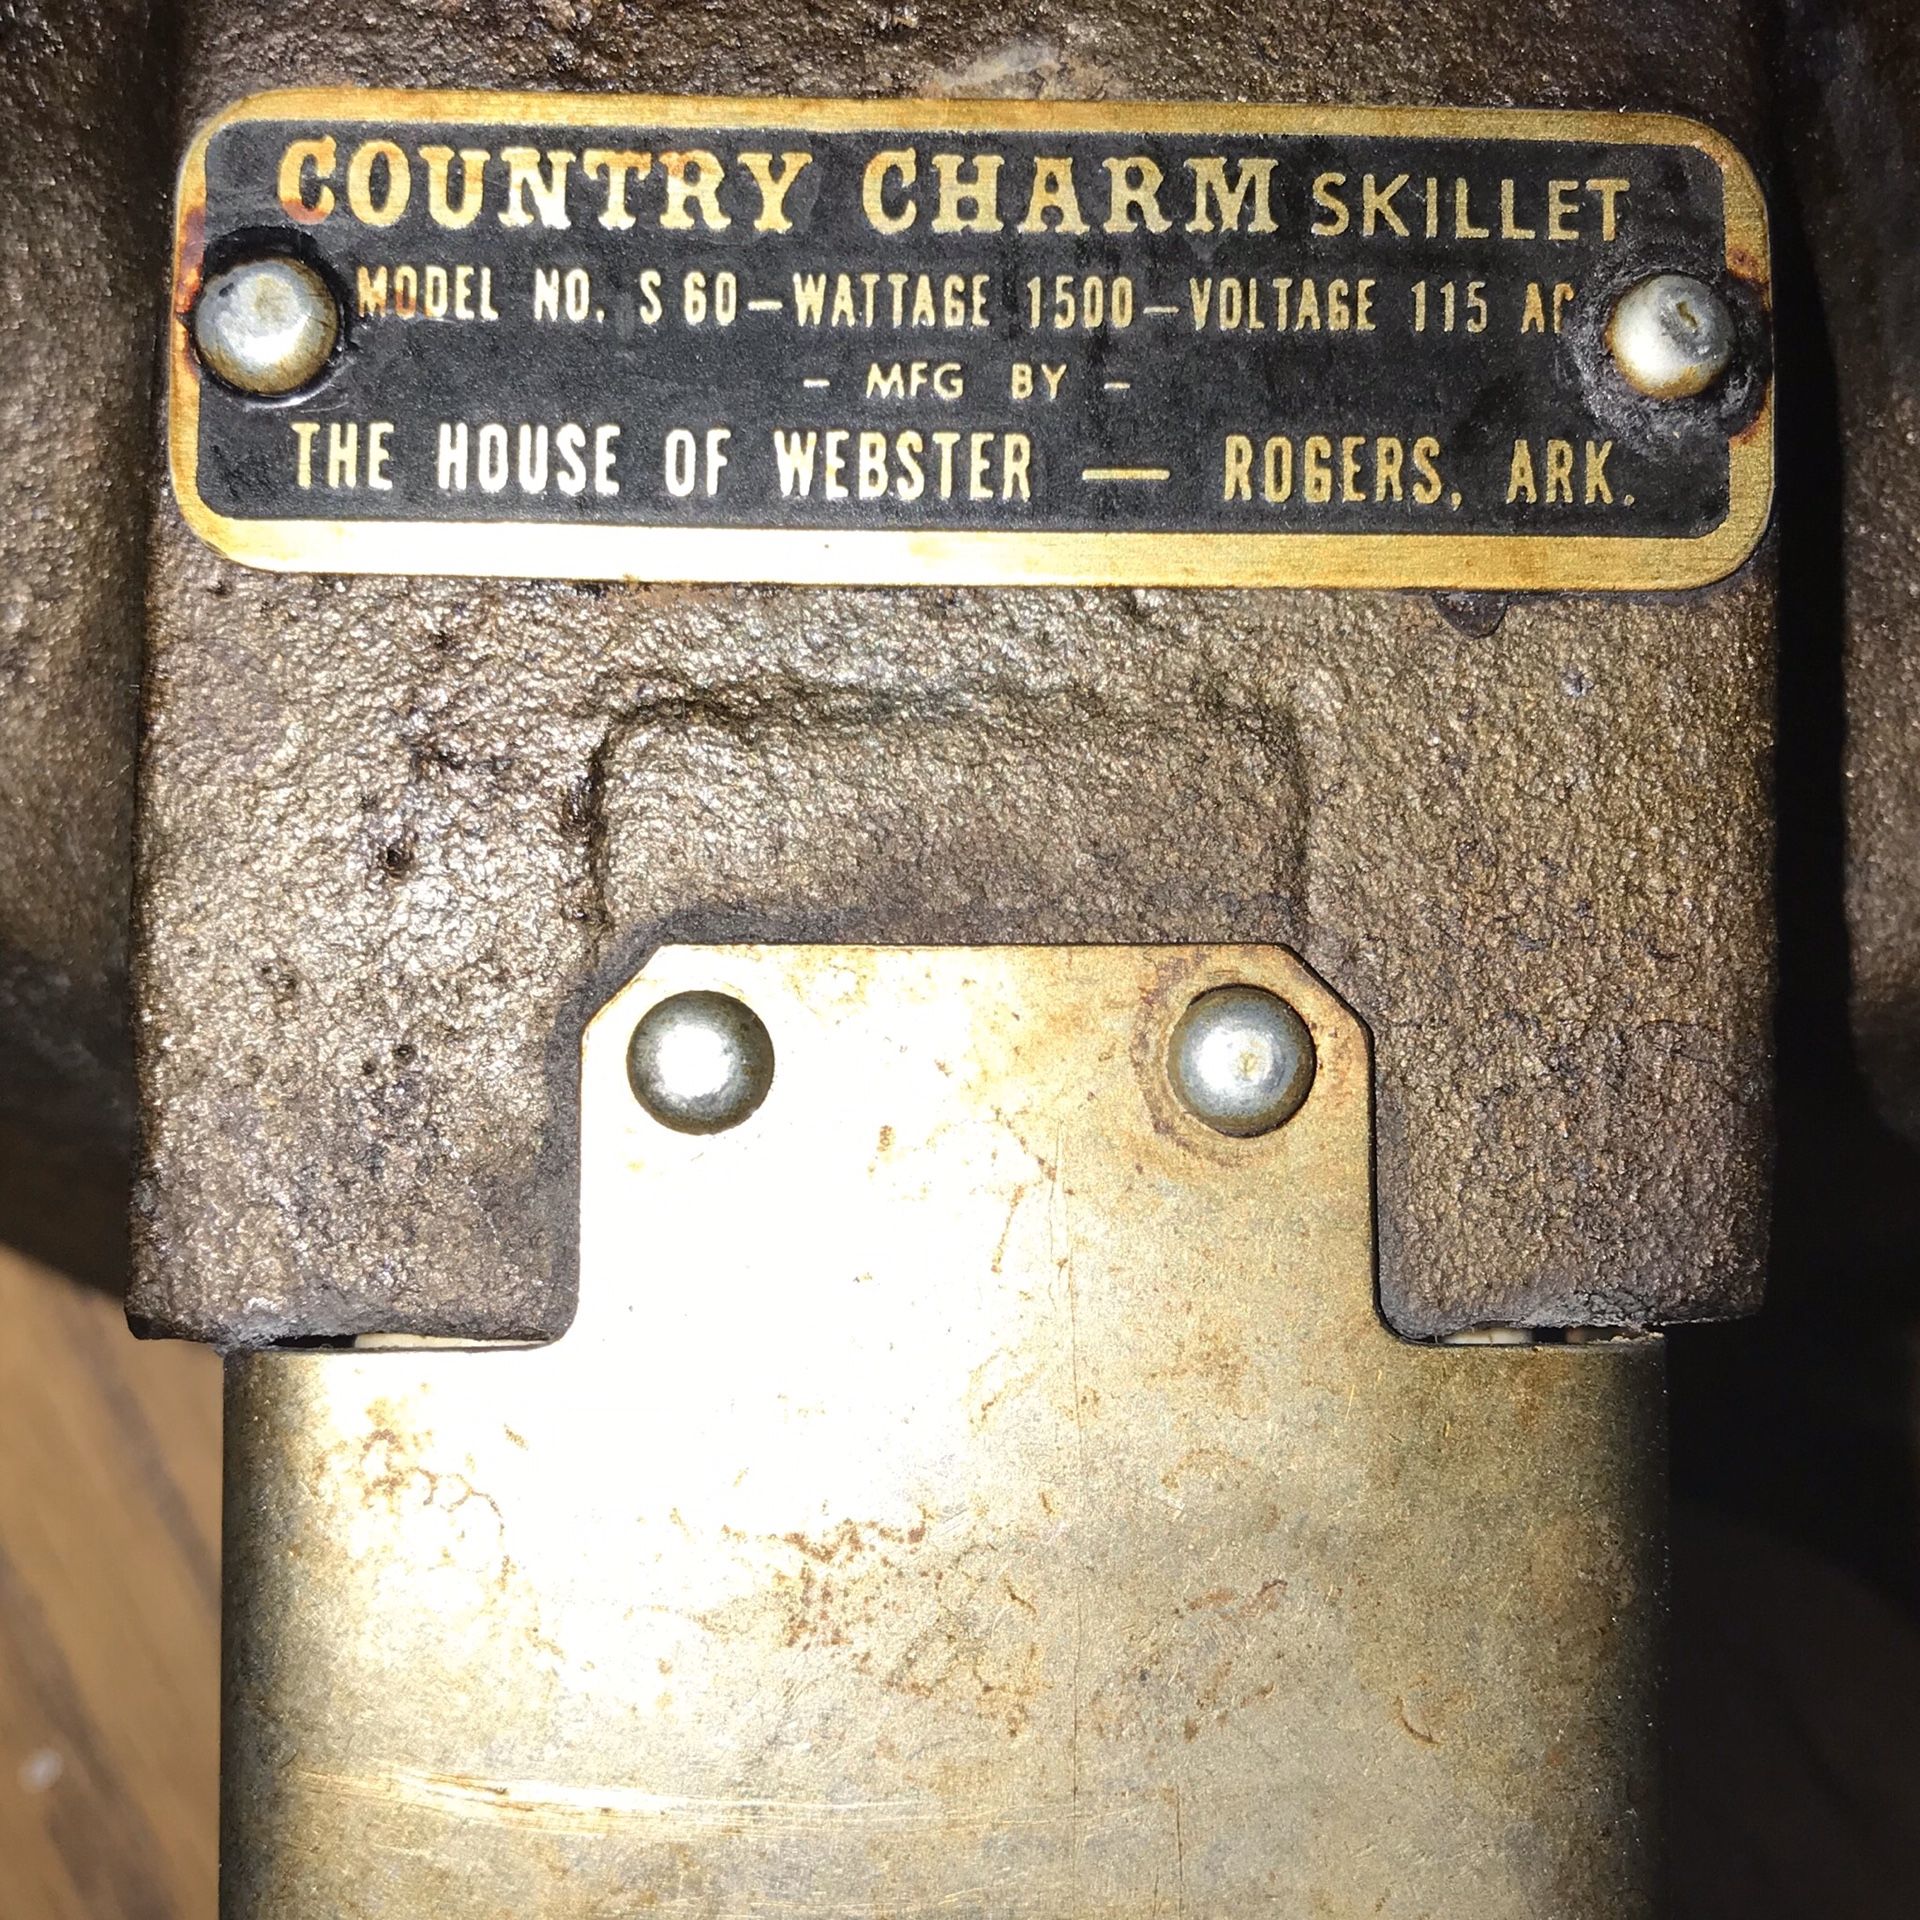 COUNTRY CHARM SKILLET
MODEL NO. S 60 — WATTAGE 1500 — VOLTAGE 115 AC
- MFG BY -
THE HOUSE OF WEBSTER — ROGERS, ARK.